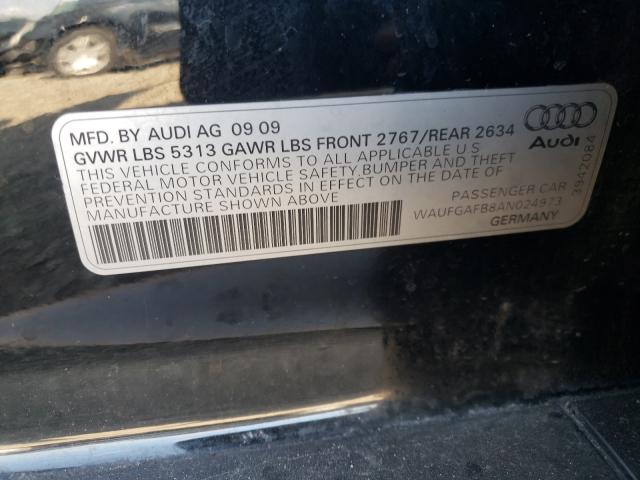 MFD. BY AUDI AG 09 09
GVWR LBS 5313 GAWR LBS FRONT 2767/REAR 2634
THIS VEHICLE CONFORMS TO ALL APPLICABLE U S
FEDERAL MOTOR VEHICLE SAFETY,BUMPER AND THEFT
PREVENTION STANDARDS IN EFFECT ON THE DATE OF
MANUFACTURE SHOWN ABOVE
PASSENGER CAR
WAUFGAFB8AN024973
GERMANY
Audi
3942084